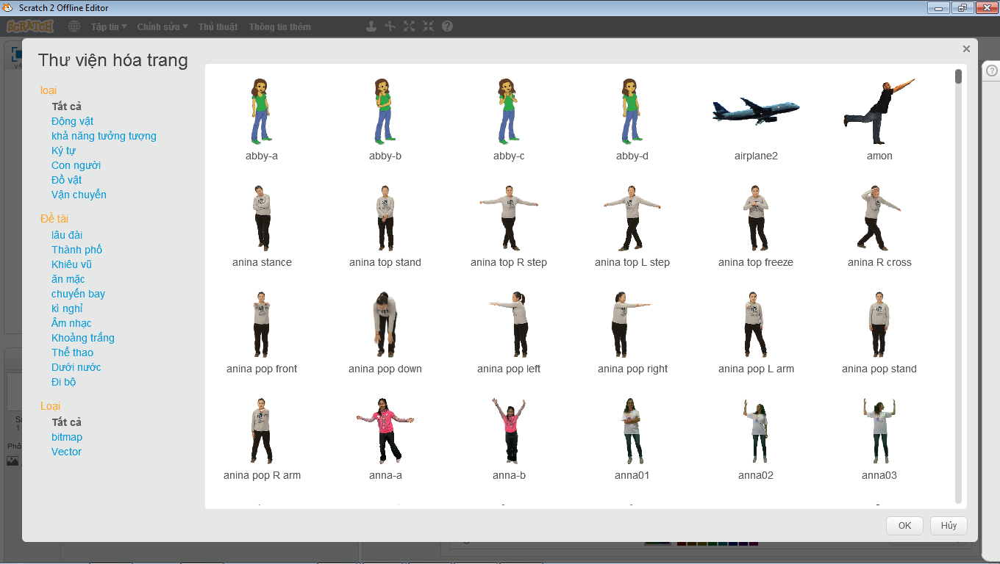 Scratch 2 Offline Editor
SCRATCH Tập tin Chỉnh sửa Thủ thuật Thông tin thêm
Thư viện hóa trang
loại
Tất cả
Động vật
khả năng tưởng tượng
Ký tự
Con người
Đồ vật
Vận chuyển
Đề tài
lâu đài
Thành phố
Khiêu vũ
ăn mặc
chuyến bay
kì nghỉ
Âm nhạc
Khoảng trắng
Thể thao
Dưới nước
Đi bộ
Loại
Tất cả
bitmap
Vector
abby-a abby-b abby-c abby-d airplane2 amon
anina stance anina top stand anina top R step anina top L step anina top freeze anina R cross
anina pop front anina pop down anina pop left anina pop right anina pop L arm anina pop stand
anina pop R arm anna-a anna-b anna01 anna02 anna03
OK Hủy